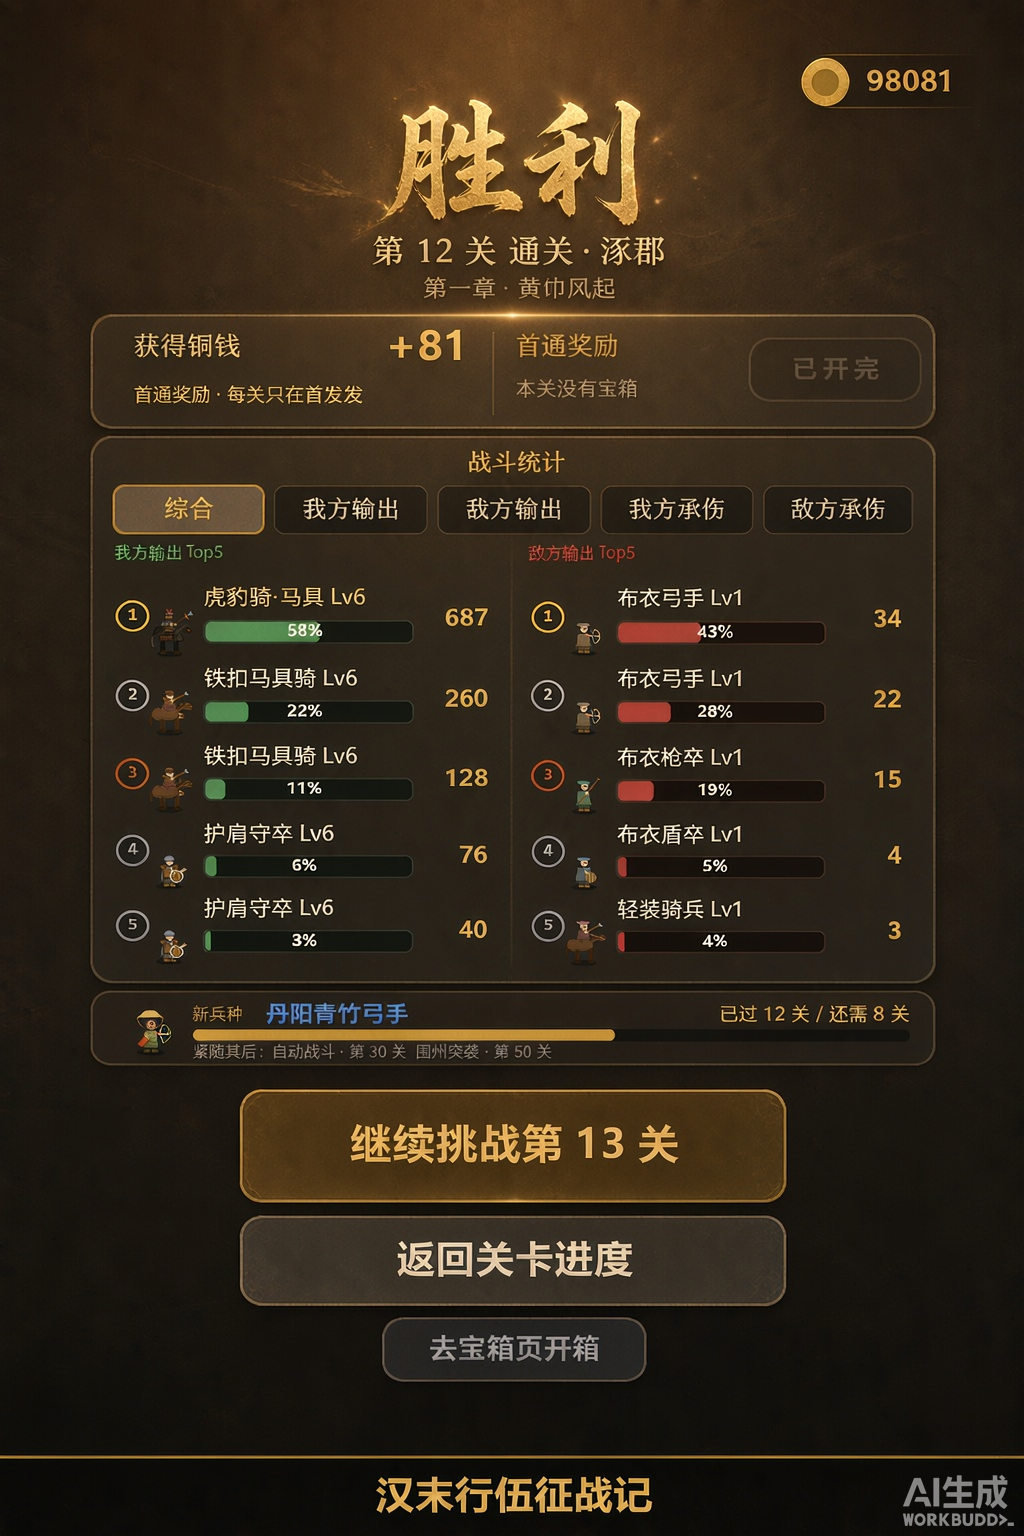 98081
胜利
第 12 关 通关 · 涿郡
第一章 · 黄巾风起
获得铜钱 +81
首通奖励 · 每关只在首发发
首通奖励
本关没有宝箱
已开完
战斗统计
综合 我方输出 敌方输出 我方承伤 敌方承伤
我方输出 Top5
1 虎豹骑·马具 Lv6 687
58%
2 铁扣马具骑 Lv6 260
22%
3 铁扣马具骑 Lv6 128
11%
4 护肩守卒 Lv6 76
6%
5 护肩守卒 Lv6 40
3%
敌方输出 Top5
1 布衣弓手 Lv1 34
43%
2 布衣弓手 Lv1 22
28%
3 布衣枪卒 Lv1 15
19%
4 布衣盾卒 Lv1 4
5%
5 轻装骑兵 Lv1 3
4%
新兵种 丹阳青竹弓手 已过 12 关 / 还需 8 关
紧随其后：自动战斗 · 第 30 关 围州突袭 · 第 50 关
继续挑战第 13 关
返回关卡进度
去宝箱页开箱
汉末行伍征战记
AI生成
WORKBUDD>_